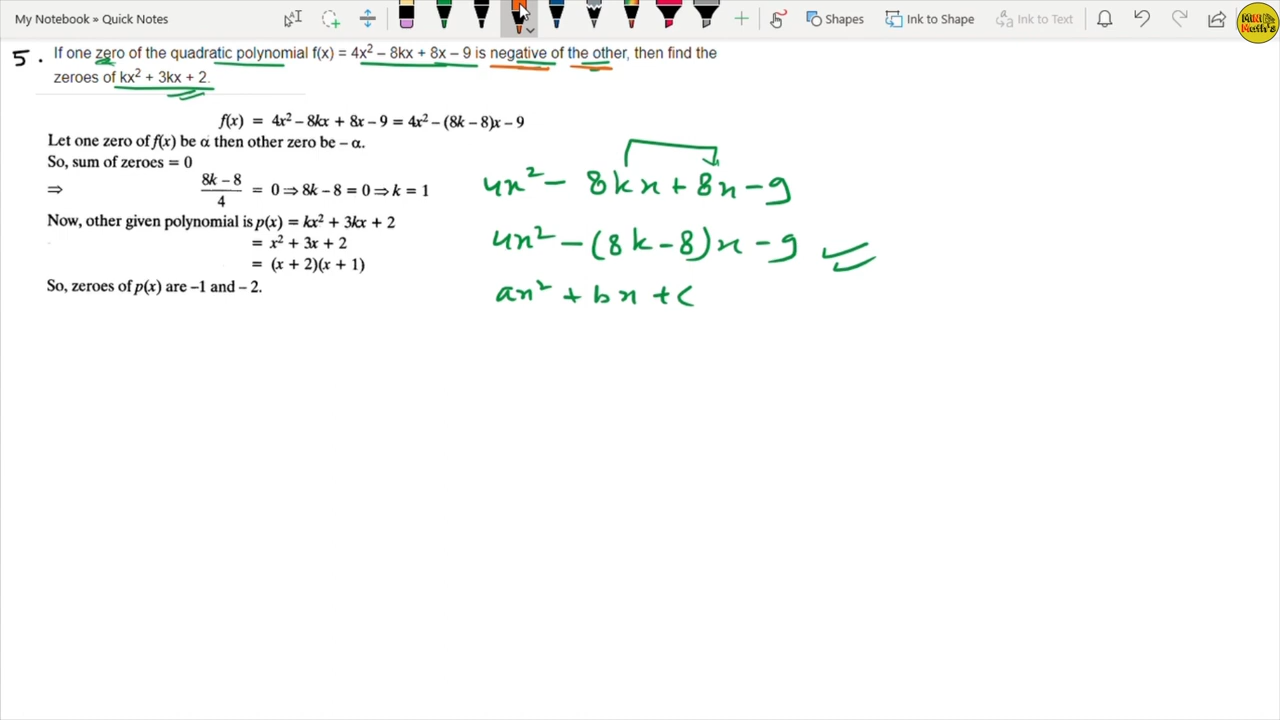 My Notebook » Quick Notes
Shapes
Ink to Shape
Ink to Text
5. If one zero of the quadratic polynomial f(x) = 4x² – 8kx + 8x – 9 is negative of the other, then find the
zeroes of kx² + 3kx + 2.
f(x) = 4x² – 8kx + 8x – 9 = 4x² – (8k – 8)x – 9
Let one zero of f(x) be α then other zero be – α.
So, sum of zeroes = 0
⇒ (8k – 8)/4 = 0 ⇒ 8k – 8 = 0 ⇒ k = 1
Now, other given polynomial is p(x) = kx² + 3kx + 2
= x² + 3x + 2
= (x + 2)(x + 1)
So, zeroes of p(x) are –1 and – 2.
4x² – 8kx + 8x – 9
4x² – (8k – 8)x – 9
ax² + bx + c